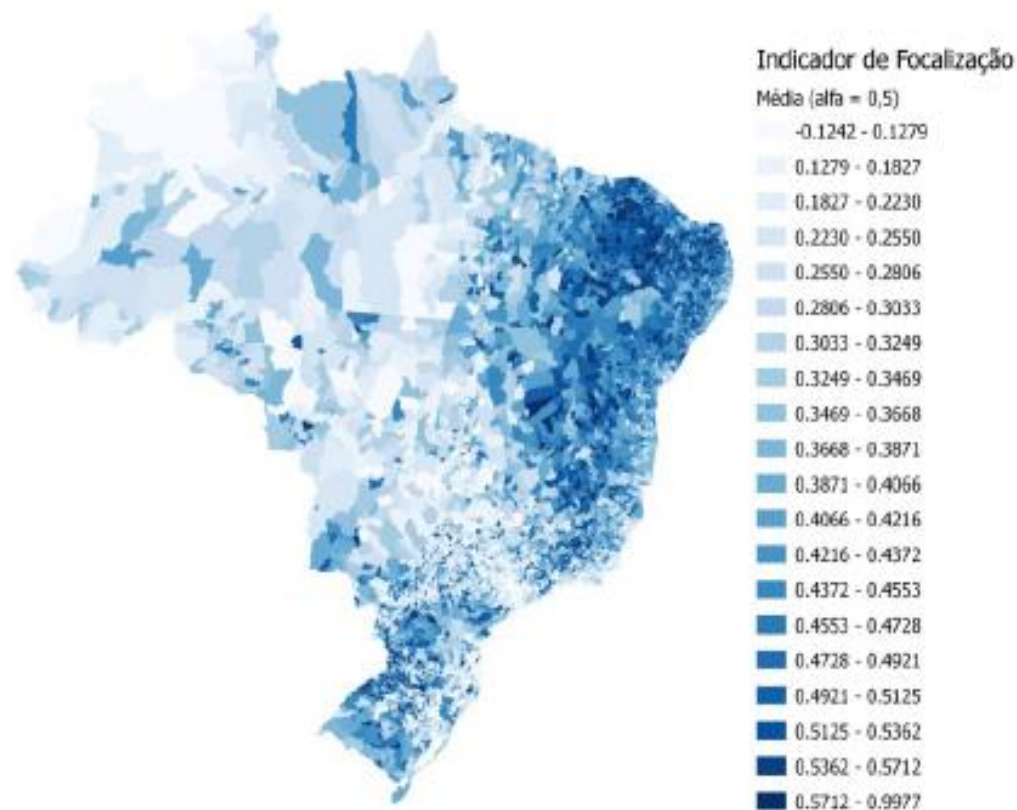 Indicador de Focalização
Média (alfa = 0,5)
-0.1242 - 0.1279
0.1279 - 0.1827
0.1827 - 0.2230
0.2230 - 0.2550
0.2550 - 0.2806
0.2806 - 0.3033
0.3033 - 0.3249
0.3249 - 0.3469
0.3469 - 0.3668
0.3668 - 0.3871
0.3871 - 0.4066
0.4066 - 0.4216
0.4216 - 0.4372
0.4372 - 0.4553
0.4553 - 0.4728
0.4728 - 0.4921
0.4921 - 0.5125
0.5125 - 0.5362
0.5362 - 0.5712
0.5712 - 0.9977